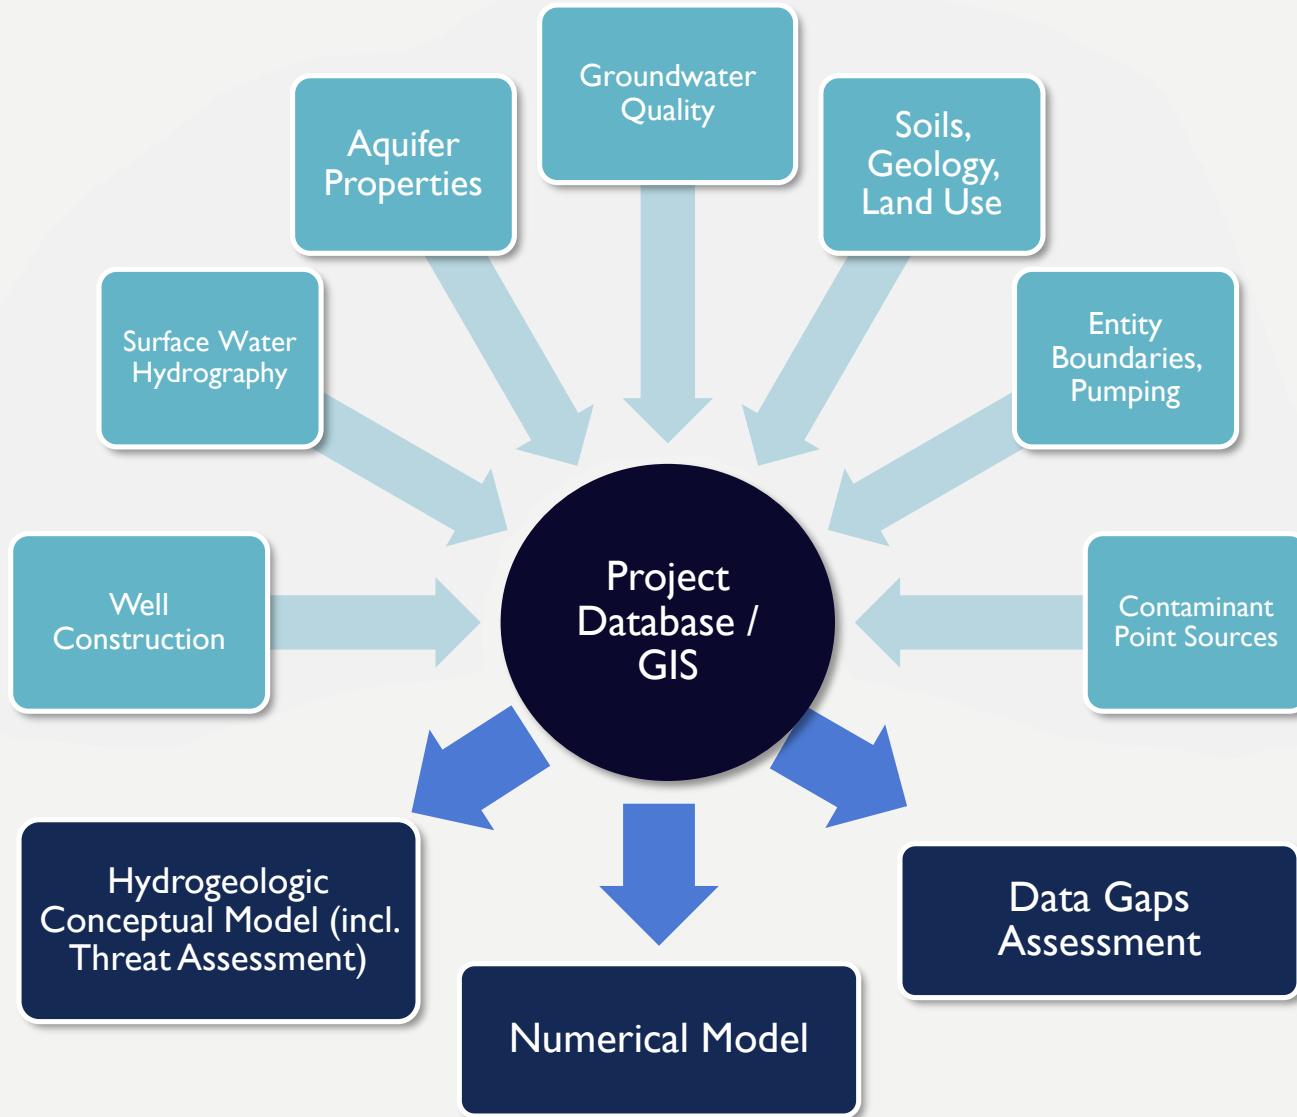 Groundwater
Quality
Aquifer
Properties
Soils,
Geology,
Land Use
Surface Water
Hydrography
Entity
Boundaries,
Pumping
Well
Construction
Project
Database /
GIS
Contaminant
Point Sources
Hydrogeologic
Conceptual Model (incl.
Threat Assessment)
Numerical Model
Data Gaps
Assessment